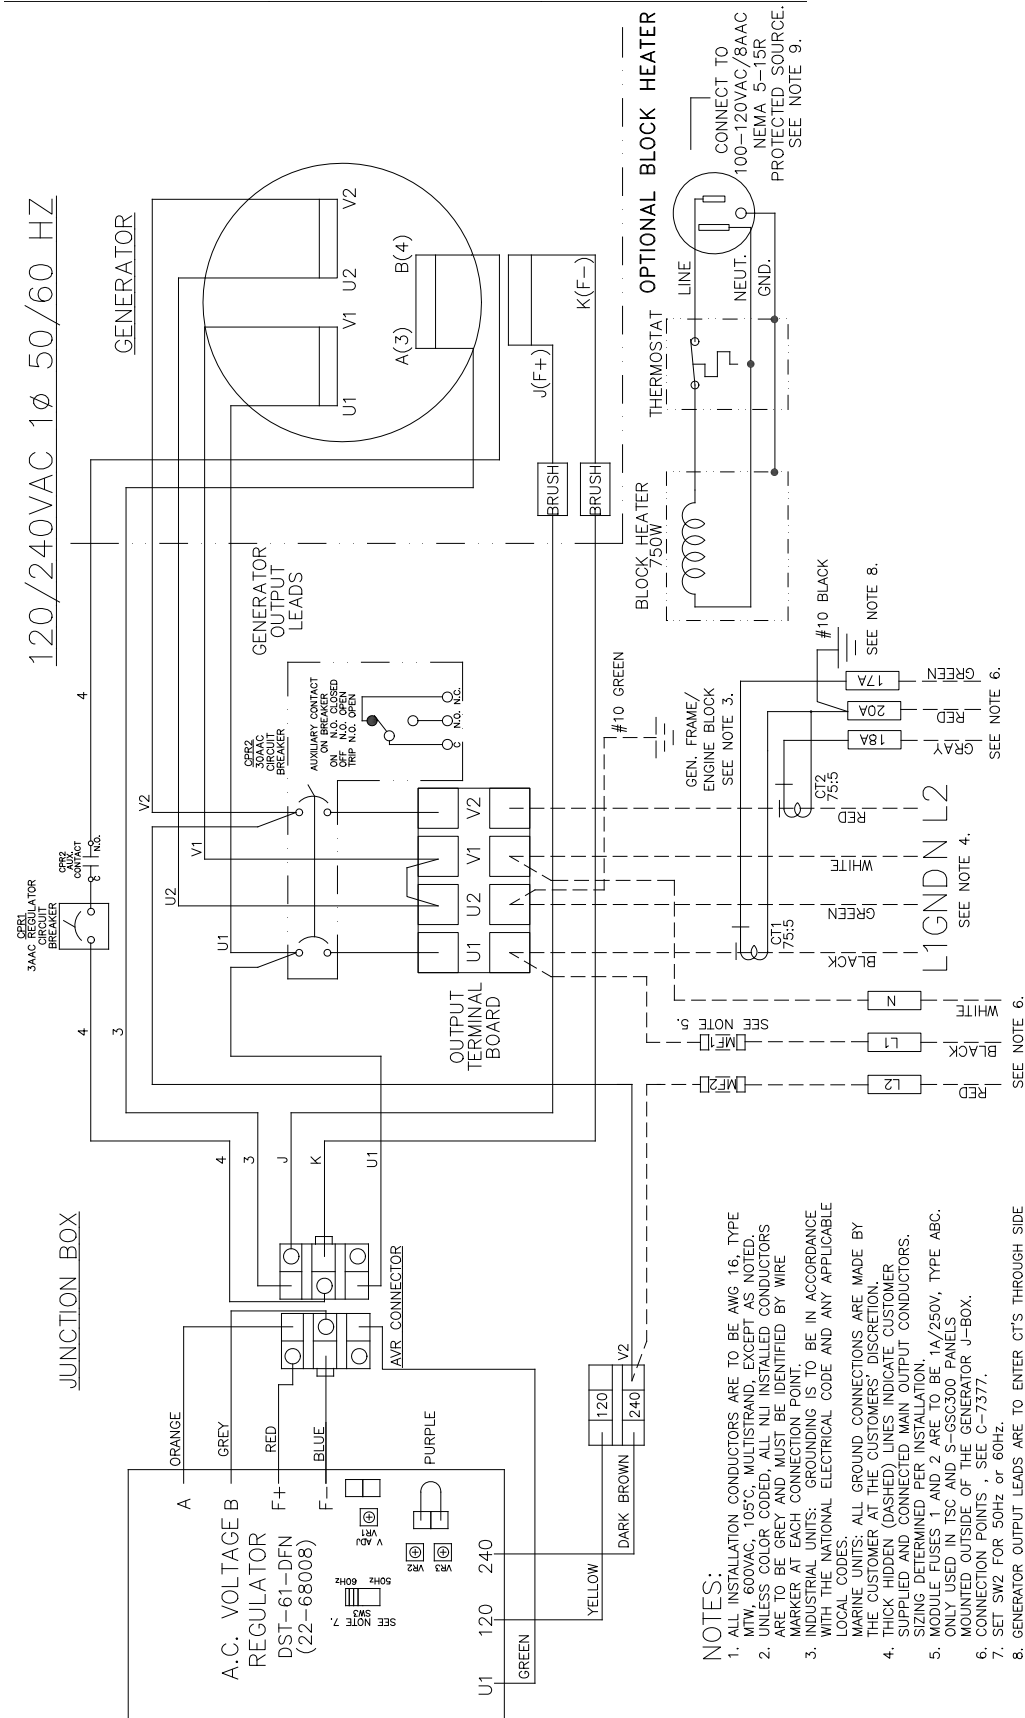 120/240VAC 1Ø 50/60 HZ
GENERATOR
U1
V1
U2
V2
A(3)
B(4)
J(F+)
K(F-)
BRUSH
BRUSH
OPTIONAL BLOCK HEATER
CONNECT TO
100-120VAC/8AAC
NEMA 5-15R
PROTECTED SOURCE.
SEE NOTE 9.
LINE
NEUT.
GND.
THERMOSTAT
BLOCK HEATER
750W
GENERATOR
OUTPUT
LEADS
4
CPR2
30AAC
CIRCUIT
BREAKER
AUXILIARY CONTACT
ON BREAKER
ON N.O. CLOSED
OFF N.O. OPEN
TRIP N.O. OPEN
C
N.O.
N.C.
CPR1
3AAC REGULATOR
CIRCUIT
BREAKER
CPR2
AUX.
CONTACT
C
N.O.
V2
V1
U2
U1
4
3
U1
U2
V1
V2
OUTPUT
TERMINAL
BOARD
#10 GREEN
GEN. FRAME/
ENGINE BLOCK
SEE NOTE 3.
#10 BLACK
SEE NOTE 8.
17A
20A
18A
GREEN
RED
GRAY
SEE NOTE 6.
CT2
75:5
CT1
75:5
RED
WHITE
GREEN
BLACK
L1 GND N L2
SEE NOTE 4.
SEE NOTE 5.
MF1
MF2
N
L1
L2
WHITE
BLACK
RED
SEE NOTE 6.
JUNCTION BOX
4
3
J
K
U1
AVR CONNECTOR
ORANGE
GREY
RED
BLUE
PURPLE
A
B
F+
F-
A.C. VOLTAGE
REGULATOR
DST-61-DFN
(22-68008)
V ADJ
VR1
VR2
VR3
60Hz
50Hz
SW3
SEE NOTE 7.
U1
120
240
GREEN
YELLOW
DARK BROWN
120
240
V2
NOTES:
1. ALL INSTALLATION CONDUCTORS ARE TO BE AWG 16, TYPE
MTW, 600VAC, 105°C, MULTISTRAND, EXCEPT AS NOTED.
2. UNLESS COLOR CODED, ALL NLI INSTALLED CONDUCTORS
ARE TO BE GREY AND MUST BE IDENTIFIED BY WIRE
MARKER AT EACH CONNECTION POINT.
3. INDUSTRIAL UNITS: GROUNDING IS TO BE IN ACCORDANCE
WITH THE NATIONAL ELECTRICAL CODE AND ANY APPLICABLE
LOCAL CODES.
MARINE UNITS: ALL GROUND CONNECTIONS ARE MADE BY
THE CUSTOMER AT THE CUSTOMERS' DISCRETION.
4. THICK HIDDEN (DASHED) LINES INDICATE CUSTOMER
SUPPLIED AND CONNECTED MAIN OUTPUT CONDUCTORS.
SIZING DETERMINED PER INSTALLATION.
5. MODULE FUSES 1 AND 2 ARE TO BE 1A/250V, TYPE ABC.
ONLY USED IN TSC AND S-GSC300 PANELS
MOUNTED OUTSIDE OF THE GENERATOR J-BOX.
6. CONNECTION POINTS , SEE C-7377.
7. SET SW2 FOR 50Hz or 60Hz.
8. GENERATOR OUTPUT LEADS ARE TO ENTER CT'S THROUGH SIDE